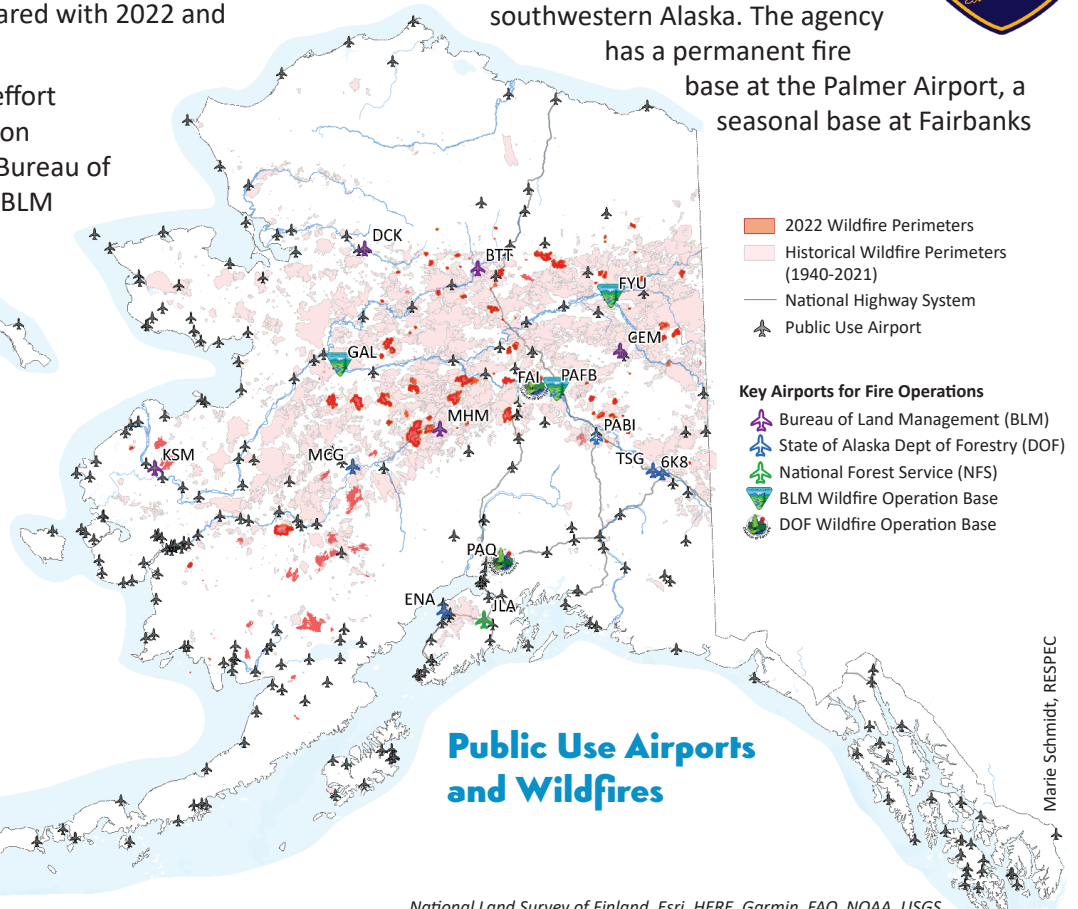 ared with 2022 and
effort
on
Bureau of
BLM
southwestern Alaska. The agency
has a permanent fire
base at the Palmer Airport, a
seasonal base at Fairbanks
2022 Wildfire Perimeters
Historical Wildfire Perimeters
(1940-2021)
National Highway System
Public Use Airport
Key Airports for Fire Operations
Bureau of Land Management (BLM)
State of Alaska Dept of Forestry (DOF)
National Forest Service (NFS)
BLM Wildfire Operation Base
DOF Wildfire Operation Base
DCK
BTT
FYU
CEM
GAL
FAI
PAFB
MHM
PABI
KSM
MCG
TSG
6K8
PAQ
ENA
JLA
Public Use Airports
and Wildfires
Marie Schmidt, RESPEC
National Land Survey of Finland, Esri, HERE, Garmin, FAO, NOAA, USGS